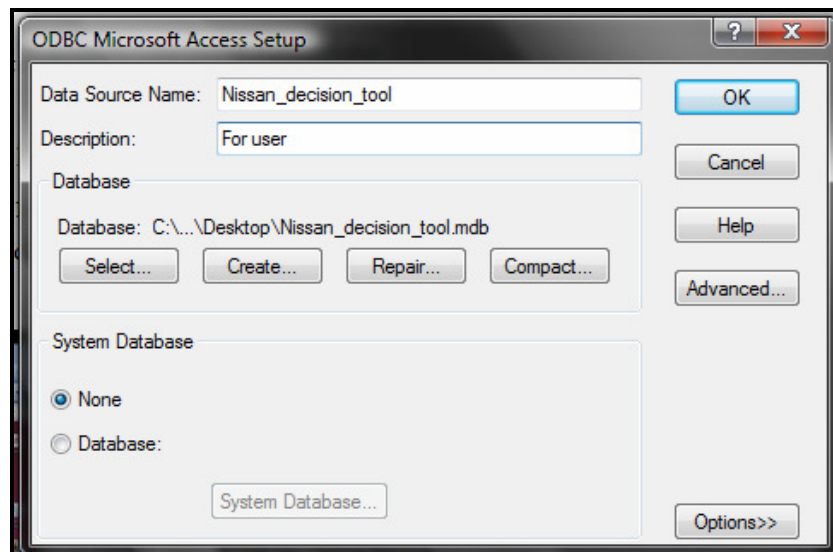 ODBC Microsoft Access Setup
?
X
Data Source Name: Nissan_decision_tool
OK
Description: For user
Cancel
Database
Database: C:\...\Desktop\Nissan_decision_tool.mdb
Help
Select... Create... Repair... Compact...
Advanced...
System Database
None
Database:
System Database...
Options>>